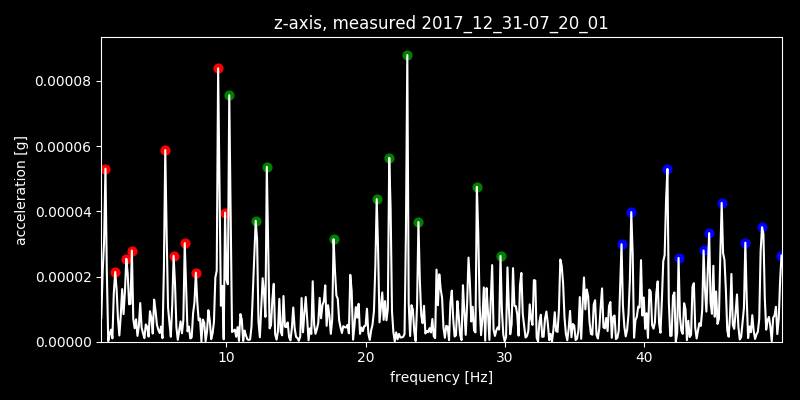 z-axis, measured 2017_12_31-07_20_01
0.00008
0.00006
0.00004
0.00002
0.00000
acceleration [g]
10 20 30 40
frequency [Hz]